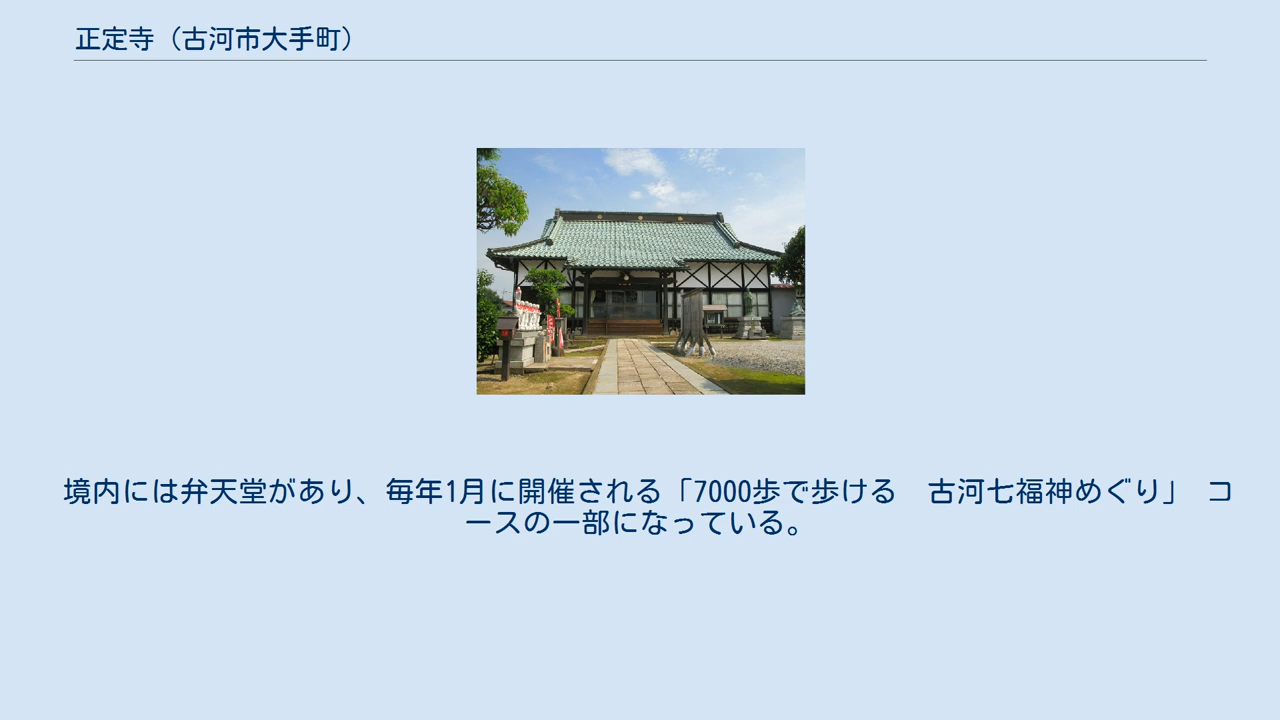 正定寺（古河市大手町）
境内には弁天堂があり、毎年1月に開催される「7000歩で歩ける　古河七福神めぐり」 コ
ースの一部になっている。